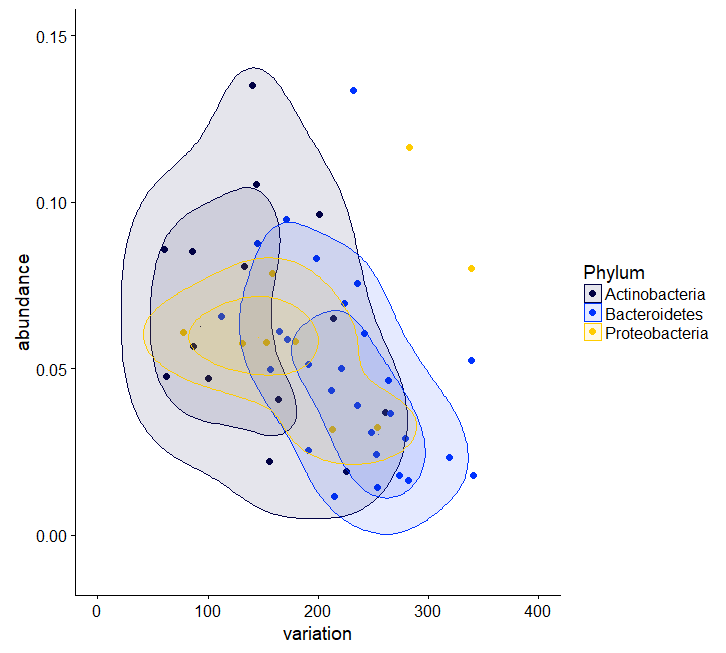 0.15
0.10
0.05
0.00
abundance
0
100
200
300
400
variation
Phylum
Actinobacteria
Bacteroidetes
Proteobacteria